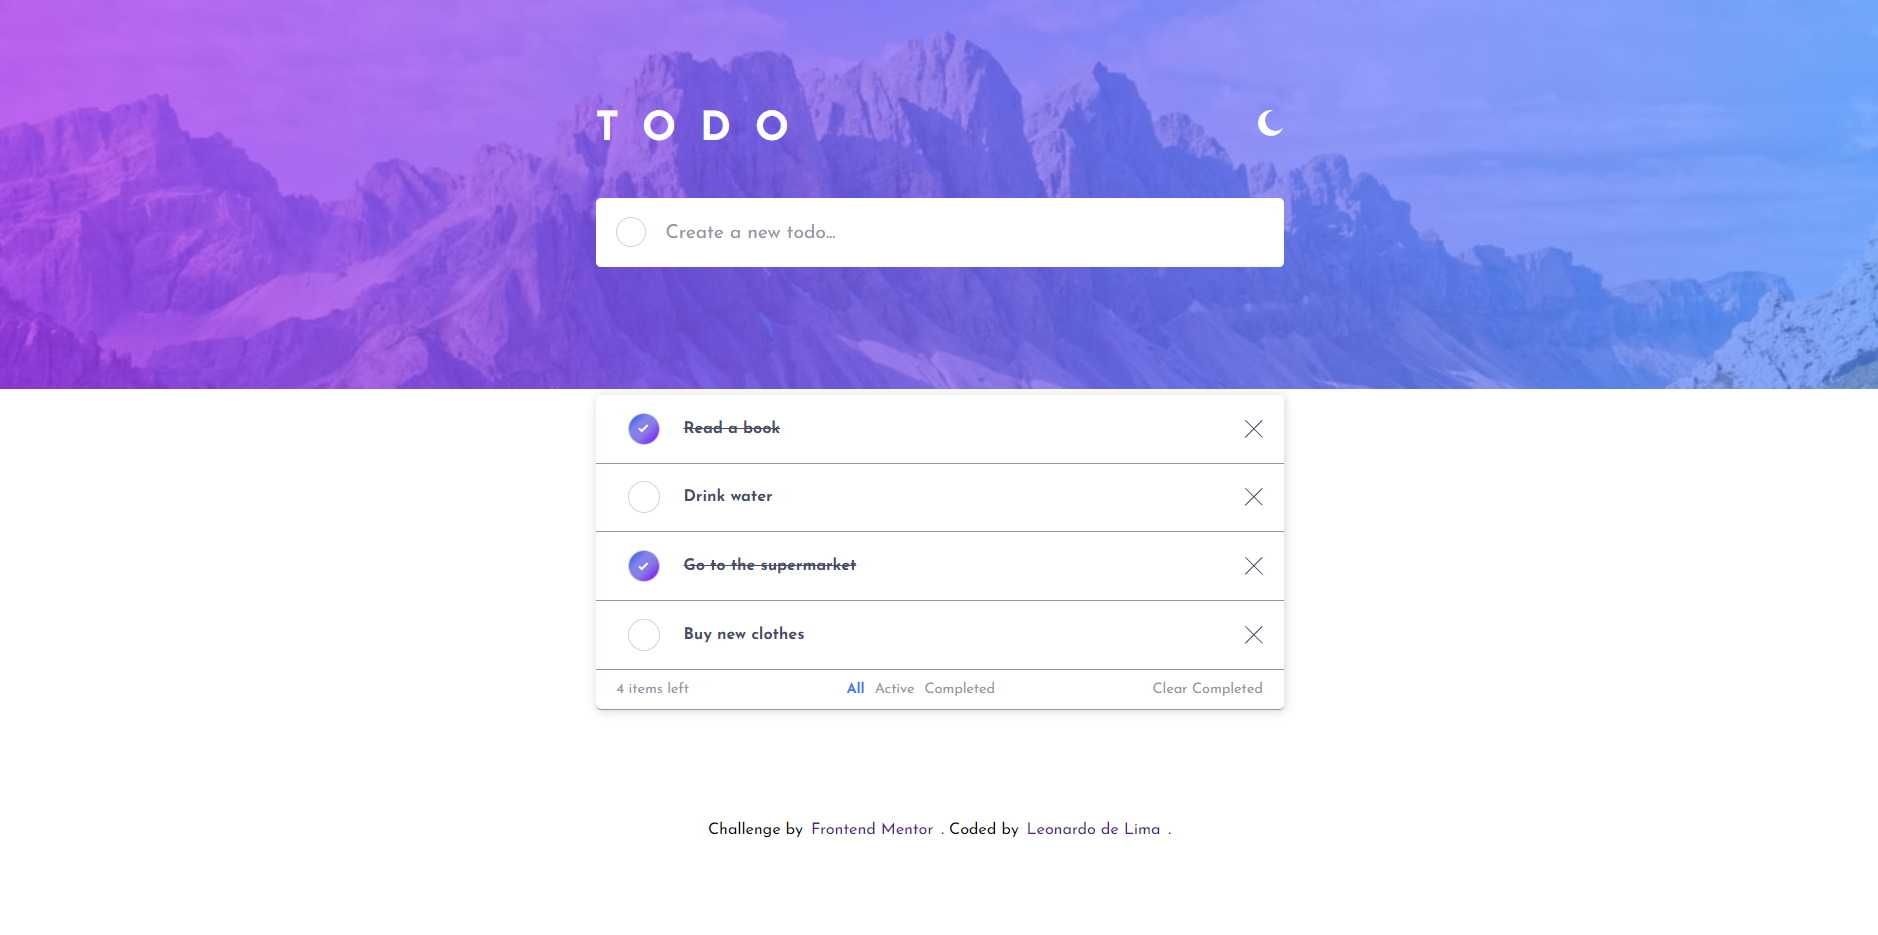 TODO
Create a new todo...
Read a book
Drink water
Go to the supermarket
Buy new clothes
4 items left All Active Completed Clear Completed
Challenge by Frontend Mentor . Coded by Leonardo de Lima .